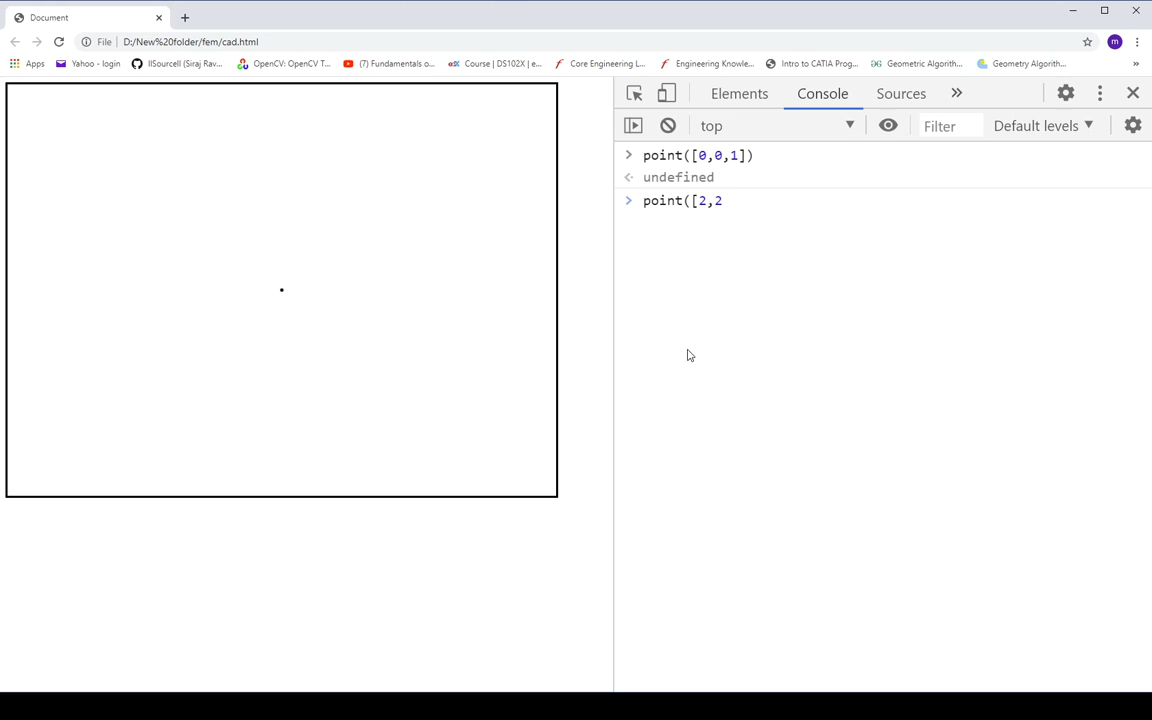 Document
File D:/New%20folder/fem/cad.html
m
Apps Yahoo - login IISourcell (Siraj Rav... OpenCV: OpenCV T... (7) Fundamentals o... edX Course | DS102X | e... Core Engineering L... Engineering Knowle... Intro to CATIA Prog... Geometric Algorith... Geometry Algorith... »
Elements Console Sources »
top Filter Default levels
> point([0,0,1])
undefined
> point([2,2